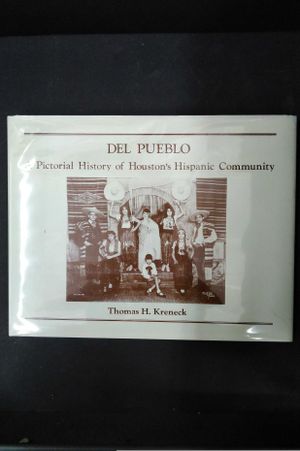 DEL PUEBLO
Pictorial History of Houston's Hispanic Community
Thomas H. Kreneck